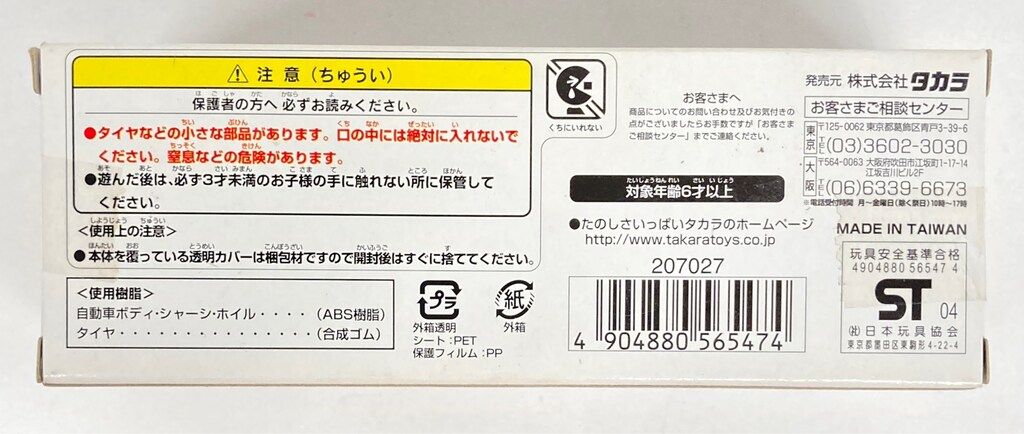 ⚠ 注意（ちゅうい）
保護者の方へ 必ずお読みください。
●タイヤなどの小さな部品があります。口の中には絶対に入れないで
ください。窒息などの危険があります。
●遊んだ後は、必ず3才未満のお子様の手に触れない所に保管して
ください。
＜使用上の注意＞
●本体を覆っている透明カバーは梱包材ですので開封後はすぐに捨ててください。
＜使用樹脂＞
自動車ボディ・シャーシ・ホイル・・・・（ABS樹脂）
タイヤ・・・・・・・・・・・・・・・・（合成ゴム）
プラ
外箱透明
シート：PET
保護フィルム：PP
紙
外箱
くちにいれない
お客さまへ
商品についてのお問い合わせ及びお気付きの
点がございましたらお手数ですが「お客さま
ご相談センター」までご連絡ください。
対象年齢6才以上
●たのしさいっぱいタカラのホームページ
http://www.takaratoys.co.jp
207027
4 904880 565474
発売元 株式会社 タカラ
お客さまご相談センター
東京 〒125-0062 東京都葛飾区青戸3-39-6
TEL (03)3602-3030
大阪 〒564-0063 大阪府吹田市江坂町1-17-14
江坂吉川ビル2F
TEL (06)6339-6673
※電話受付時間 月〜金曜日(除く祭日)10時〜17時
MADE IN TAIWAN
玩具安全基準合格
4904880 56547 4
ST 04
㈳日本玩具協会
東京都墨田区東駒形4-22-4